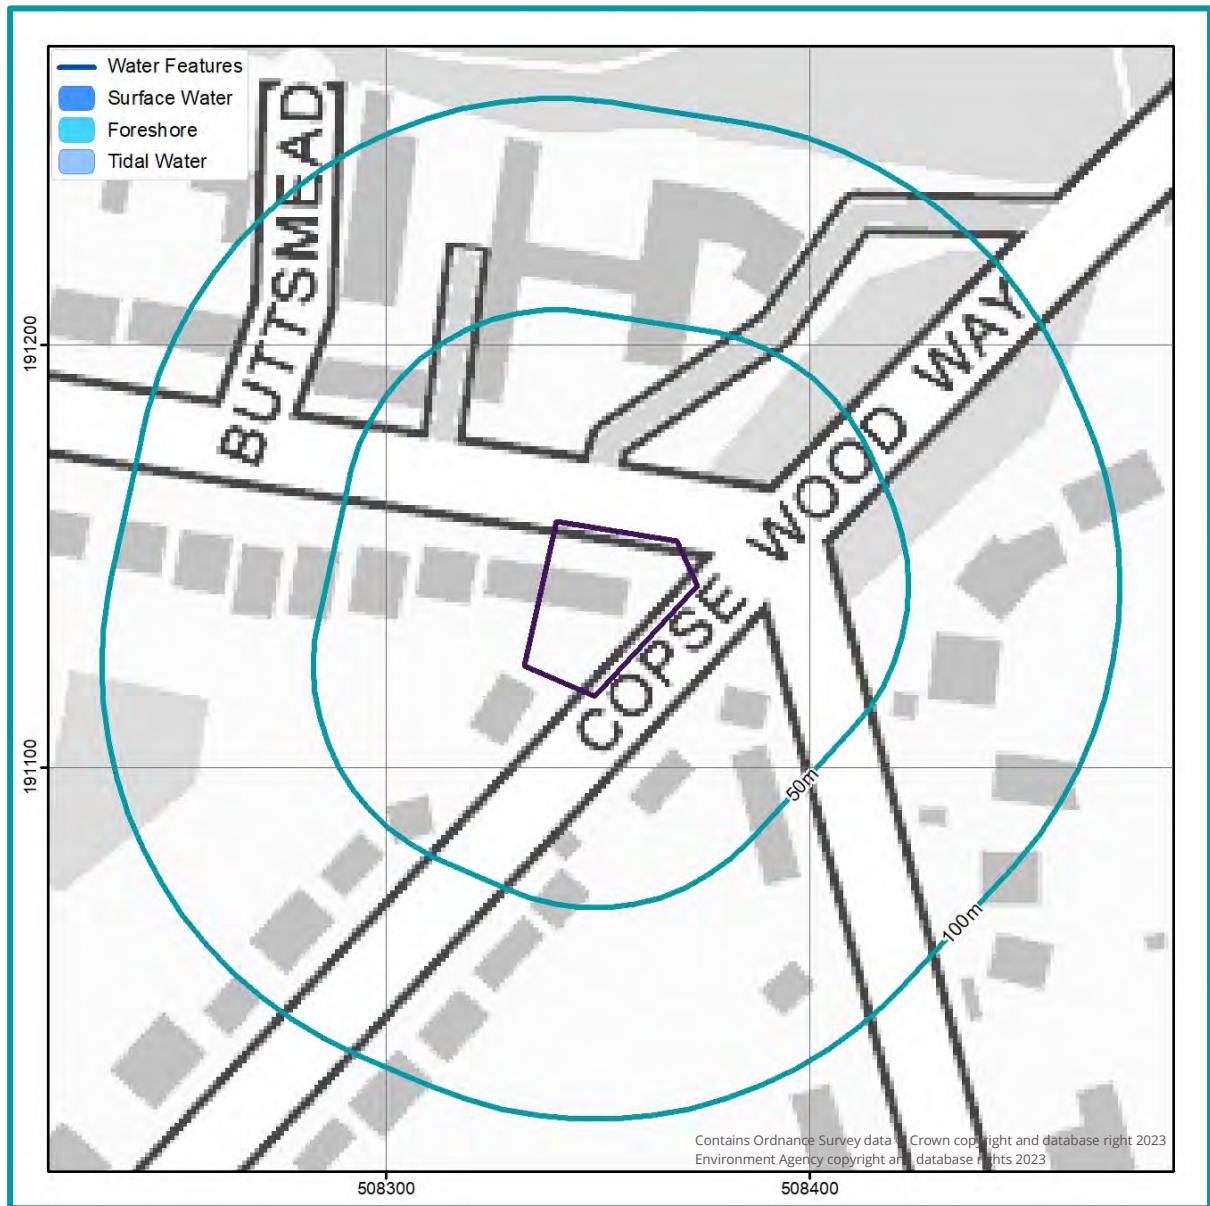 Water Features
Surface Water
Foreshore
Tidal Water
BUTTSMEAD
191200
COPSE WOOD WAY
191100
50m
100m
Contains Ordnance Survey data © Crown copyright and database right 2023
Environment Agency copyright and database rights 2023
508300
508400